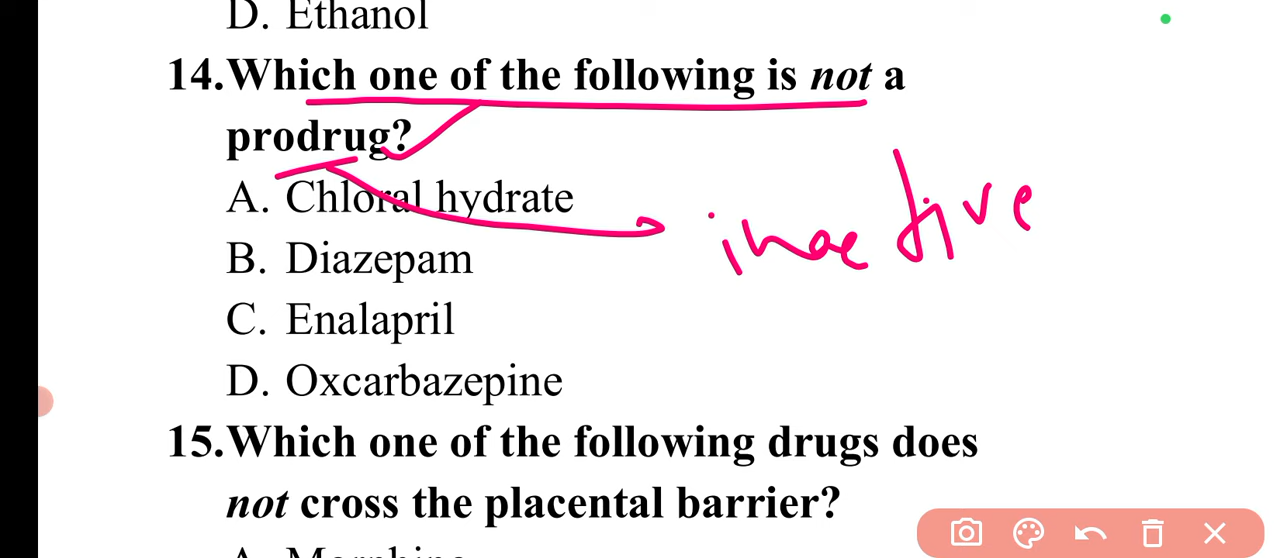 D. Ethanol
14.Which one of the following is not a
prodrug?
A. Chloral hydrate
inactive
B. Diazepam
C. Enalapril
D. Oxcarbazepine
15.Which one of the following drugs does
not cross the placental barrier?
A. Morphine